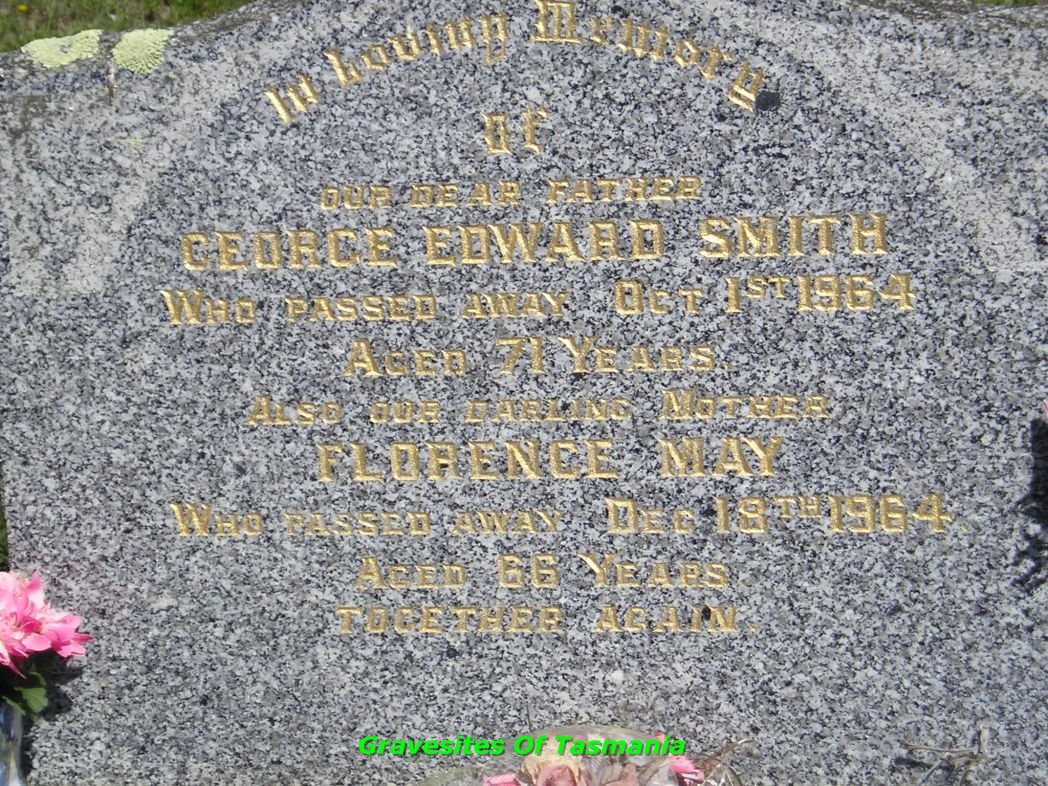 In Loving Memory
of
OUR DEAR FATHER
GEORGE EDWARD SMITH
WHO PASSED AWAY OCT 1ST 1964
AGED 71 YEARS.
ALSO OUR DARLING MOTHER
FLORENCE MAY
WHO PASSED AWAY DEC 18TH 1964.
AGED 66 YEARS
TOGETHER AGAIN.
Gravesites Of Tasmania